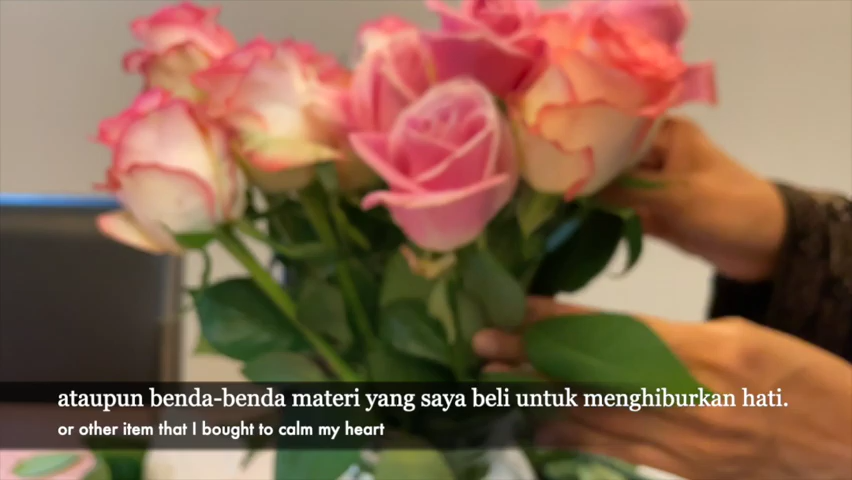 ataupun benda-benda materi yang saya beli untuk menghiburkan hati.
or other item that I bought to calm my heart